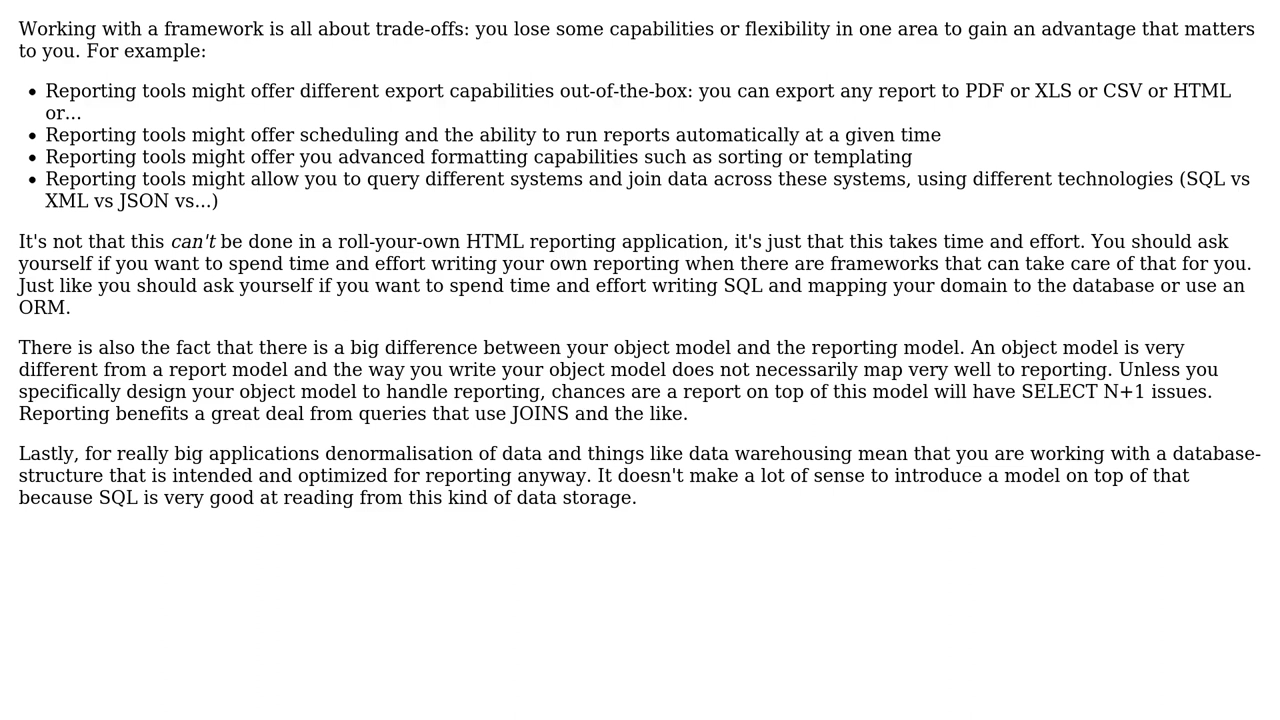 Working with a framework is all about trade-offs: you lose some capabilities or flexibility in one area to gain an advantage that matters
to you. For example:
• Reporting tools might offer different export capabilities out-of-the-box: you can export any report to PDF or XLS or CSV or HTML
or...
• Reporting tools might offer scheduling and the ability to run reports automatically at a given time
• Reporting tools might offer you advanced formatting capabilities such as sorting or templating
• Reporting tools might allow you to query different systems and join data across these systems, using different technologies (SQL vs
XML vs JSON vs...)
It's not that this can't be done in a roll-your-own HTML reporting application, it's just that this takes time and effort. You should ask
yourself if you want to spend time and effort writing your own reporting when there are frameworks that can take care of that for you.
Just like you should ask yourself if you want to spend time and effort writing SQL and mapping your domain to the database or use an
ORM.
There is also the fact that there is a big difference between your object model and the reporting model. An object model is very
different from a report model and the way you write your object model does not necessarily map very well to reporting. Unless you
specifically design your object model to handle reporting, chances are a report on top of this model will have SELECT N+1 issues.
Reporting benefits a great deal from queries that use JOINS and the like.
Lastly, for really big applications denormalisation of data and things like data warehousing mean that you are working with a database-
structure that is intended and optimized for reporting anyway. It doesn't make a lot of sense to introduce a model on top of that
because SQL is very good at reading from this kind of data storage.